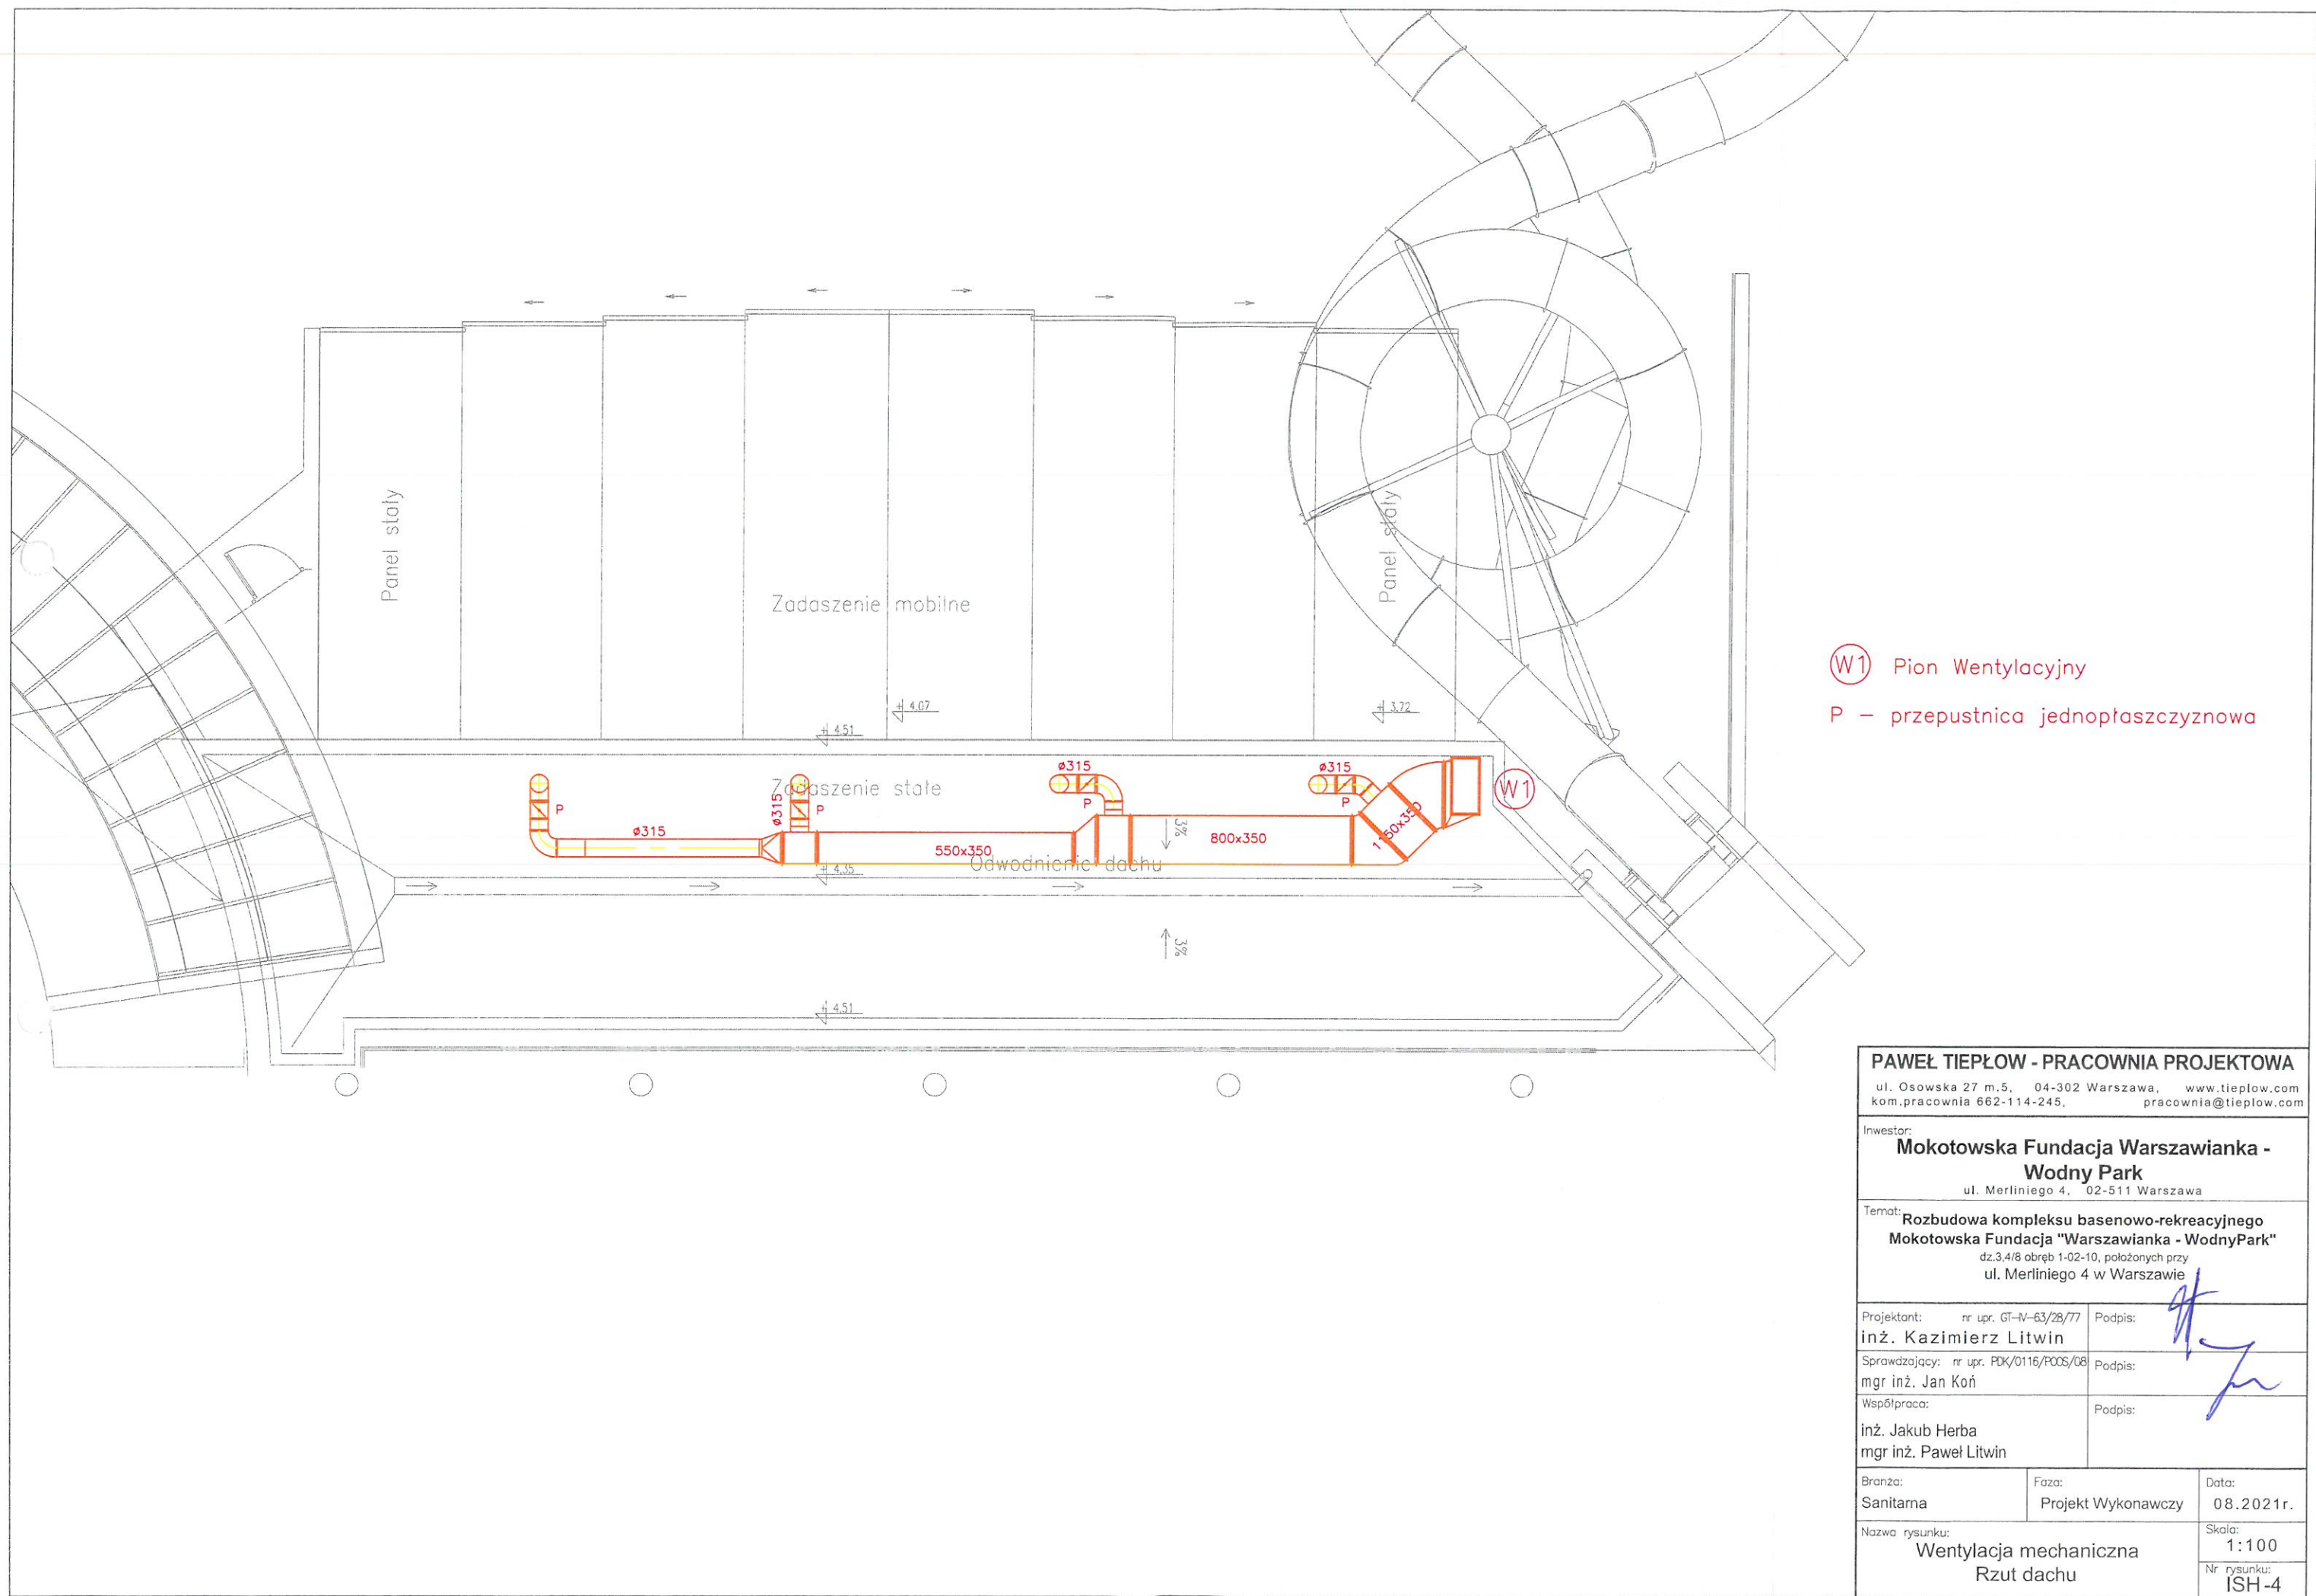 Panel stały
Panel stały
Zadaszenie mobilne
+ 4.07
+ 3.72
+ 4.51
W1 Pion Wentylacyjny
P – przepustnica jednopłaszczyznowa
ø315
ø315
Zadaszenie stałe
W1
P
ø315
P
P
P
ø315
550x350
3%
800x350
Odwodnienie dachu
+ 4.35
3%
+ 4.51
PAWEŁ TIEPŁOW - PRACOWNIA PROJEKTOWA
ul. Osowska 27 m.5, 04-302 Warszawa, www.tieplow.com
kom.pracownia 662-114-245, pracownia@tieplow.com
Inwestor:
Mokotowska Fundacja Warszawianka -
Wodny Park
ul. Merliniego 4, 02-511 Warszawa
Temat: Rozbudowa kompleksu basenowo-rekreacyjnego
Mokotowska Fundacja "Warszawianka - WodnyPark"
dz.3,4/8 obręb 1-02-10, położonych przy
ul. Merliniego 4 w Warszawie
Projektant: nr upr. GT-IV-63/28/77 Podpis:
inż. Kazimierz Litwin
Sprawdzający: nr upr. PDK/0116/POOS/08 Podpis:
mgr inż. Jan Koń
Współpraca: Podpis:
inż. Jakub Herba
mgr inż. Paweł Litwin
Branża: Faza: Data:
Sanitarna Projekt Wykonawczy 08.2021r.
Nazwa rysunku: Skala:
Wentylacja mechaniczna 1:100
Rzut dachu Nr rysunku:
ISH-4